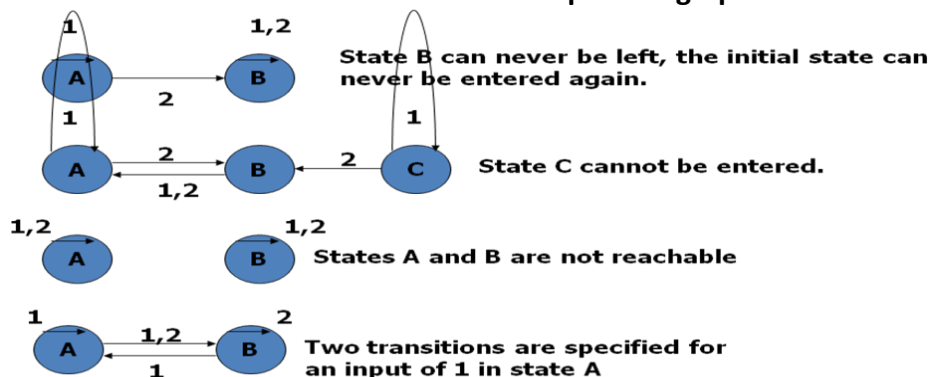 1 1,2
A B State B can never be left, the initial state can
2 never be entered again.
1 1
A 2 B 2 C State C cannot be entered.
1,2
1,2 1,2
A B States A and B are not reachable
1 1,2 2
A B Two transitions are specified for
1 an input of 1 in state A